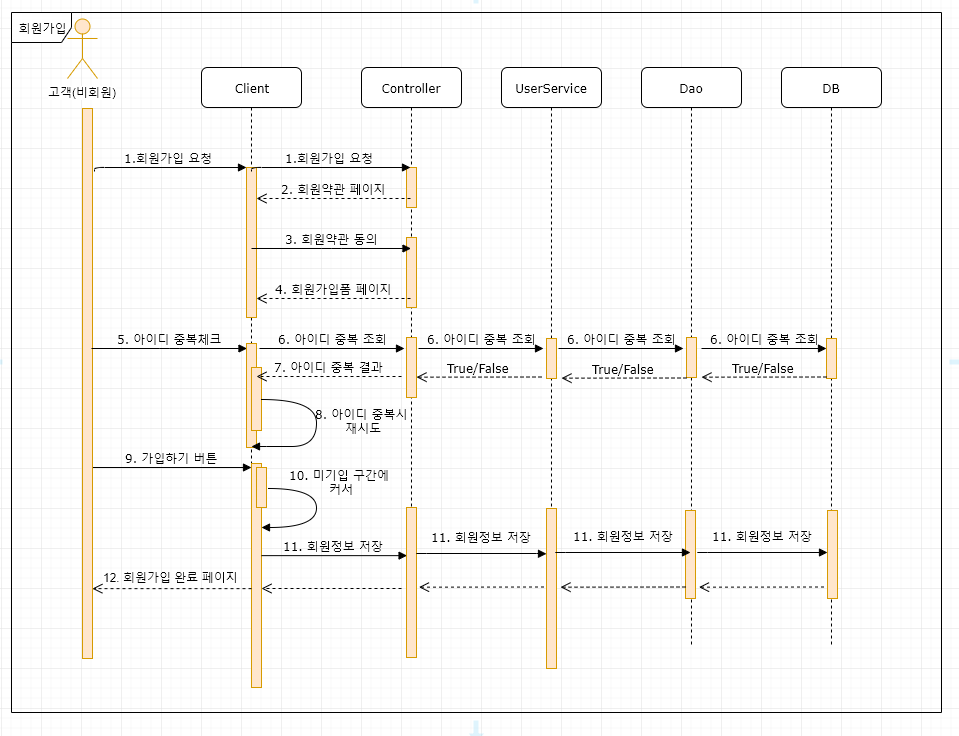 회원가입
고객(비회원)
Client
Controller
UserService
Dao
DB
1.회원가입 요청
1.회원가입 요청
2. 회원약관 페이지
3. 회원약관 동의
4. 회원가입폼 페이지
5. 아이디 중복체크
6. 아이디 중복 조회
6. 아이디 중복 조회
6. 아이디 중복 조회
6. 아이디 중복 조회
7. 아이디 중복 결과
True/False
True/False
True/False
8. 아이디 중복시
재시도
9. 가입하기 버튼
10. 미기입 구간에
커서
11. 회원정보 저장
11. 회원정보 저장
11. 회원정보 저장
11. 회원정보 저장
12. 회원가입 완료 페이지